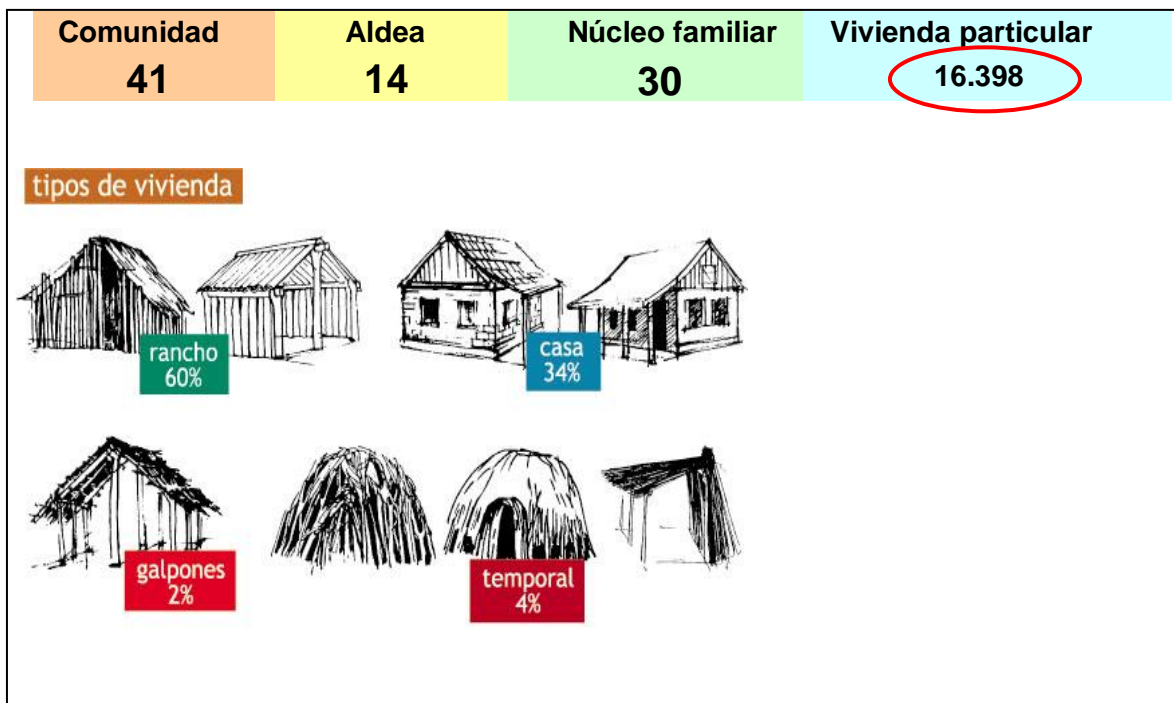 Comunidad Aldea Núcleo familiar Vivienda particular
41 14 30 16.398
tipos de vivienda
rancho
60%
casa
34%
galpones
2%
temporal
4%